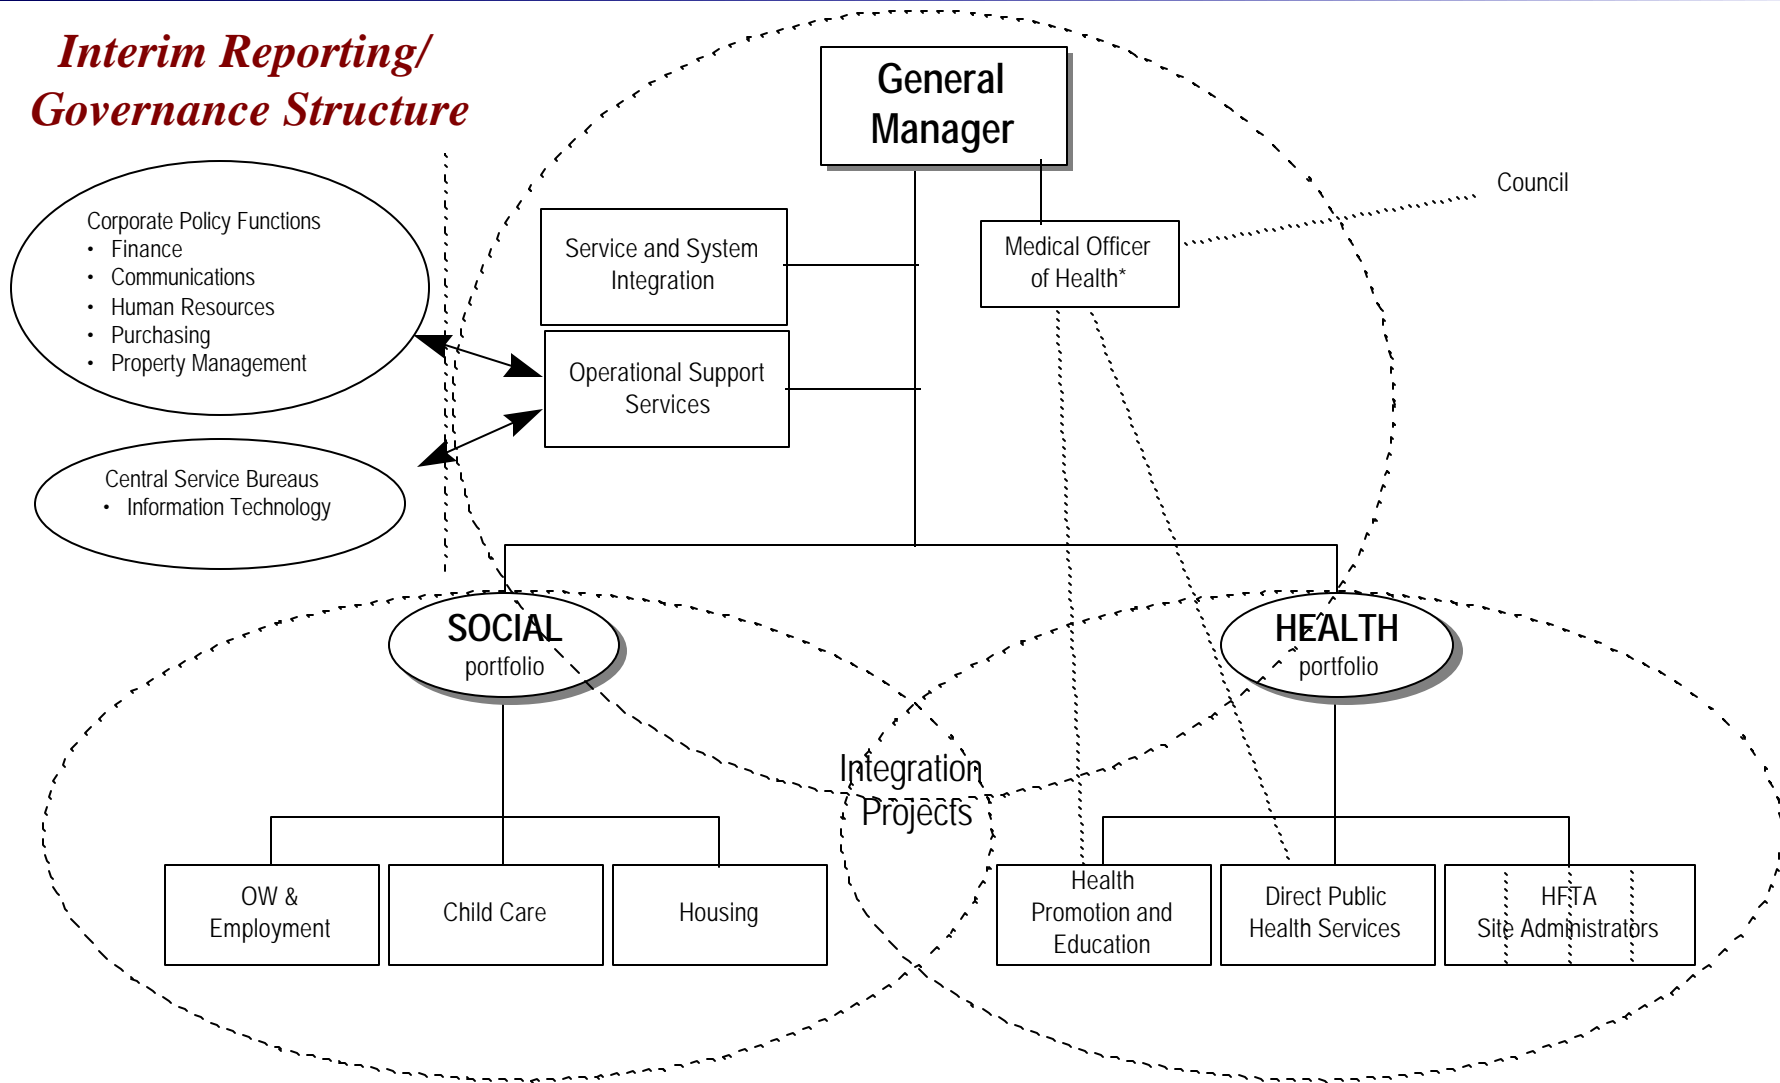 Interim Reporting/
Governance Structure
General
Manager
Council
Corporate Policy Functions
• Finance
• Communications
• Human Resources
• Purchasing
• Property Management
Service and System
Integration
Medical Officer
of Health*
Operational Support
Services
Central Service Bureaus
• Information Technology
SOCIAL
portfolio
HEALTH
portfolio
Integration
Projects
OW &
Employment
Child Care
Housing
Health
Promotion and
Education
Direct Public
Health Services
HFTA
Site Administrators